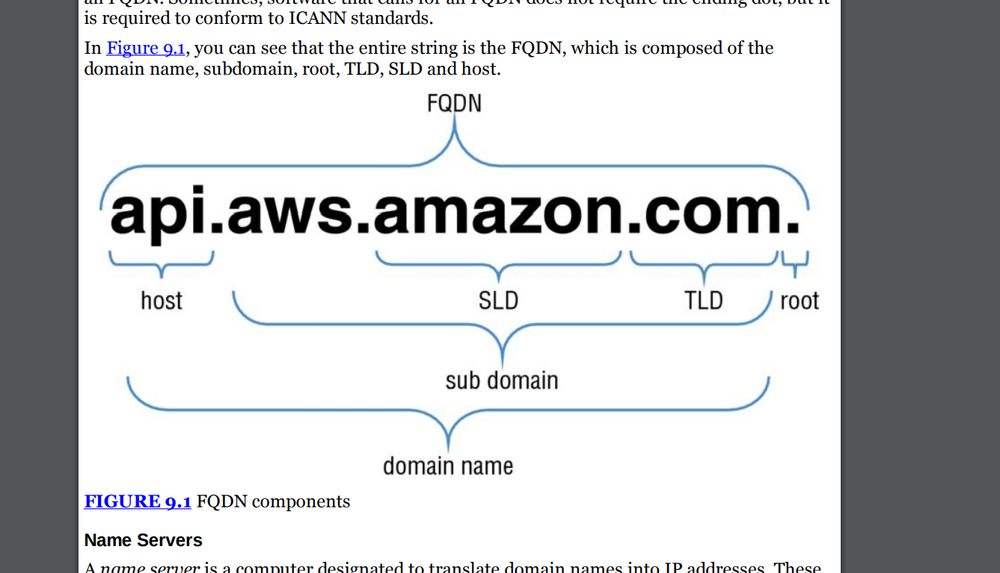 an FQDN. Sometimes, software that calls for an FQDN does not require the ending dot, but it
is required to conform to ICANN standards.
In Figure 9.1, you can see that the entire string is the FQDN, which is composed of the
domain name, subdomain, root, TLD, SLD and host.
FQDN
api.aws.amazon.com.
host SLD TLD root
sub domain
domain name
FIGURE 9.1 FQDN components
Name Servers
A name server is a computer designated to translate domain names into IP addresses. These